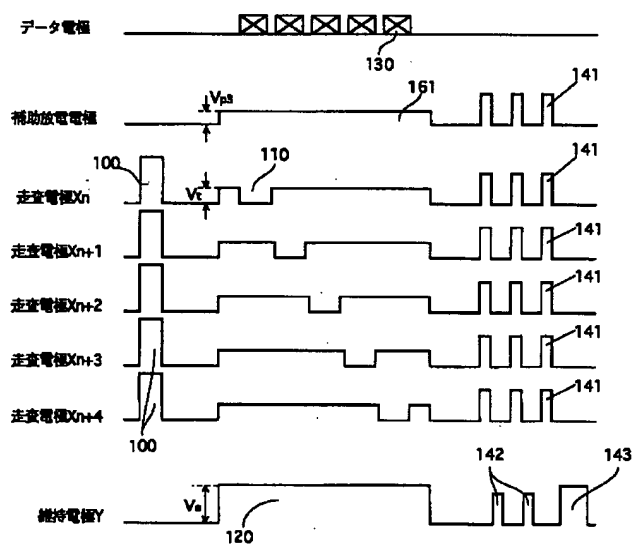 データ電極
130
Vps
161
141
補助放電電極
100
110
141
走査電極Xn
Vt
走査電極Xn+1
141
走査電極Xn+2
141
走査電極Xn+3
141
走査電極Xn+4
141
100
142
143
Vs
維持電極Y
120